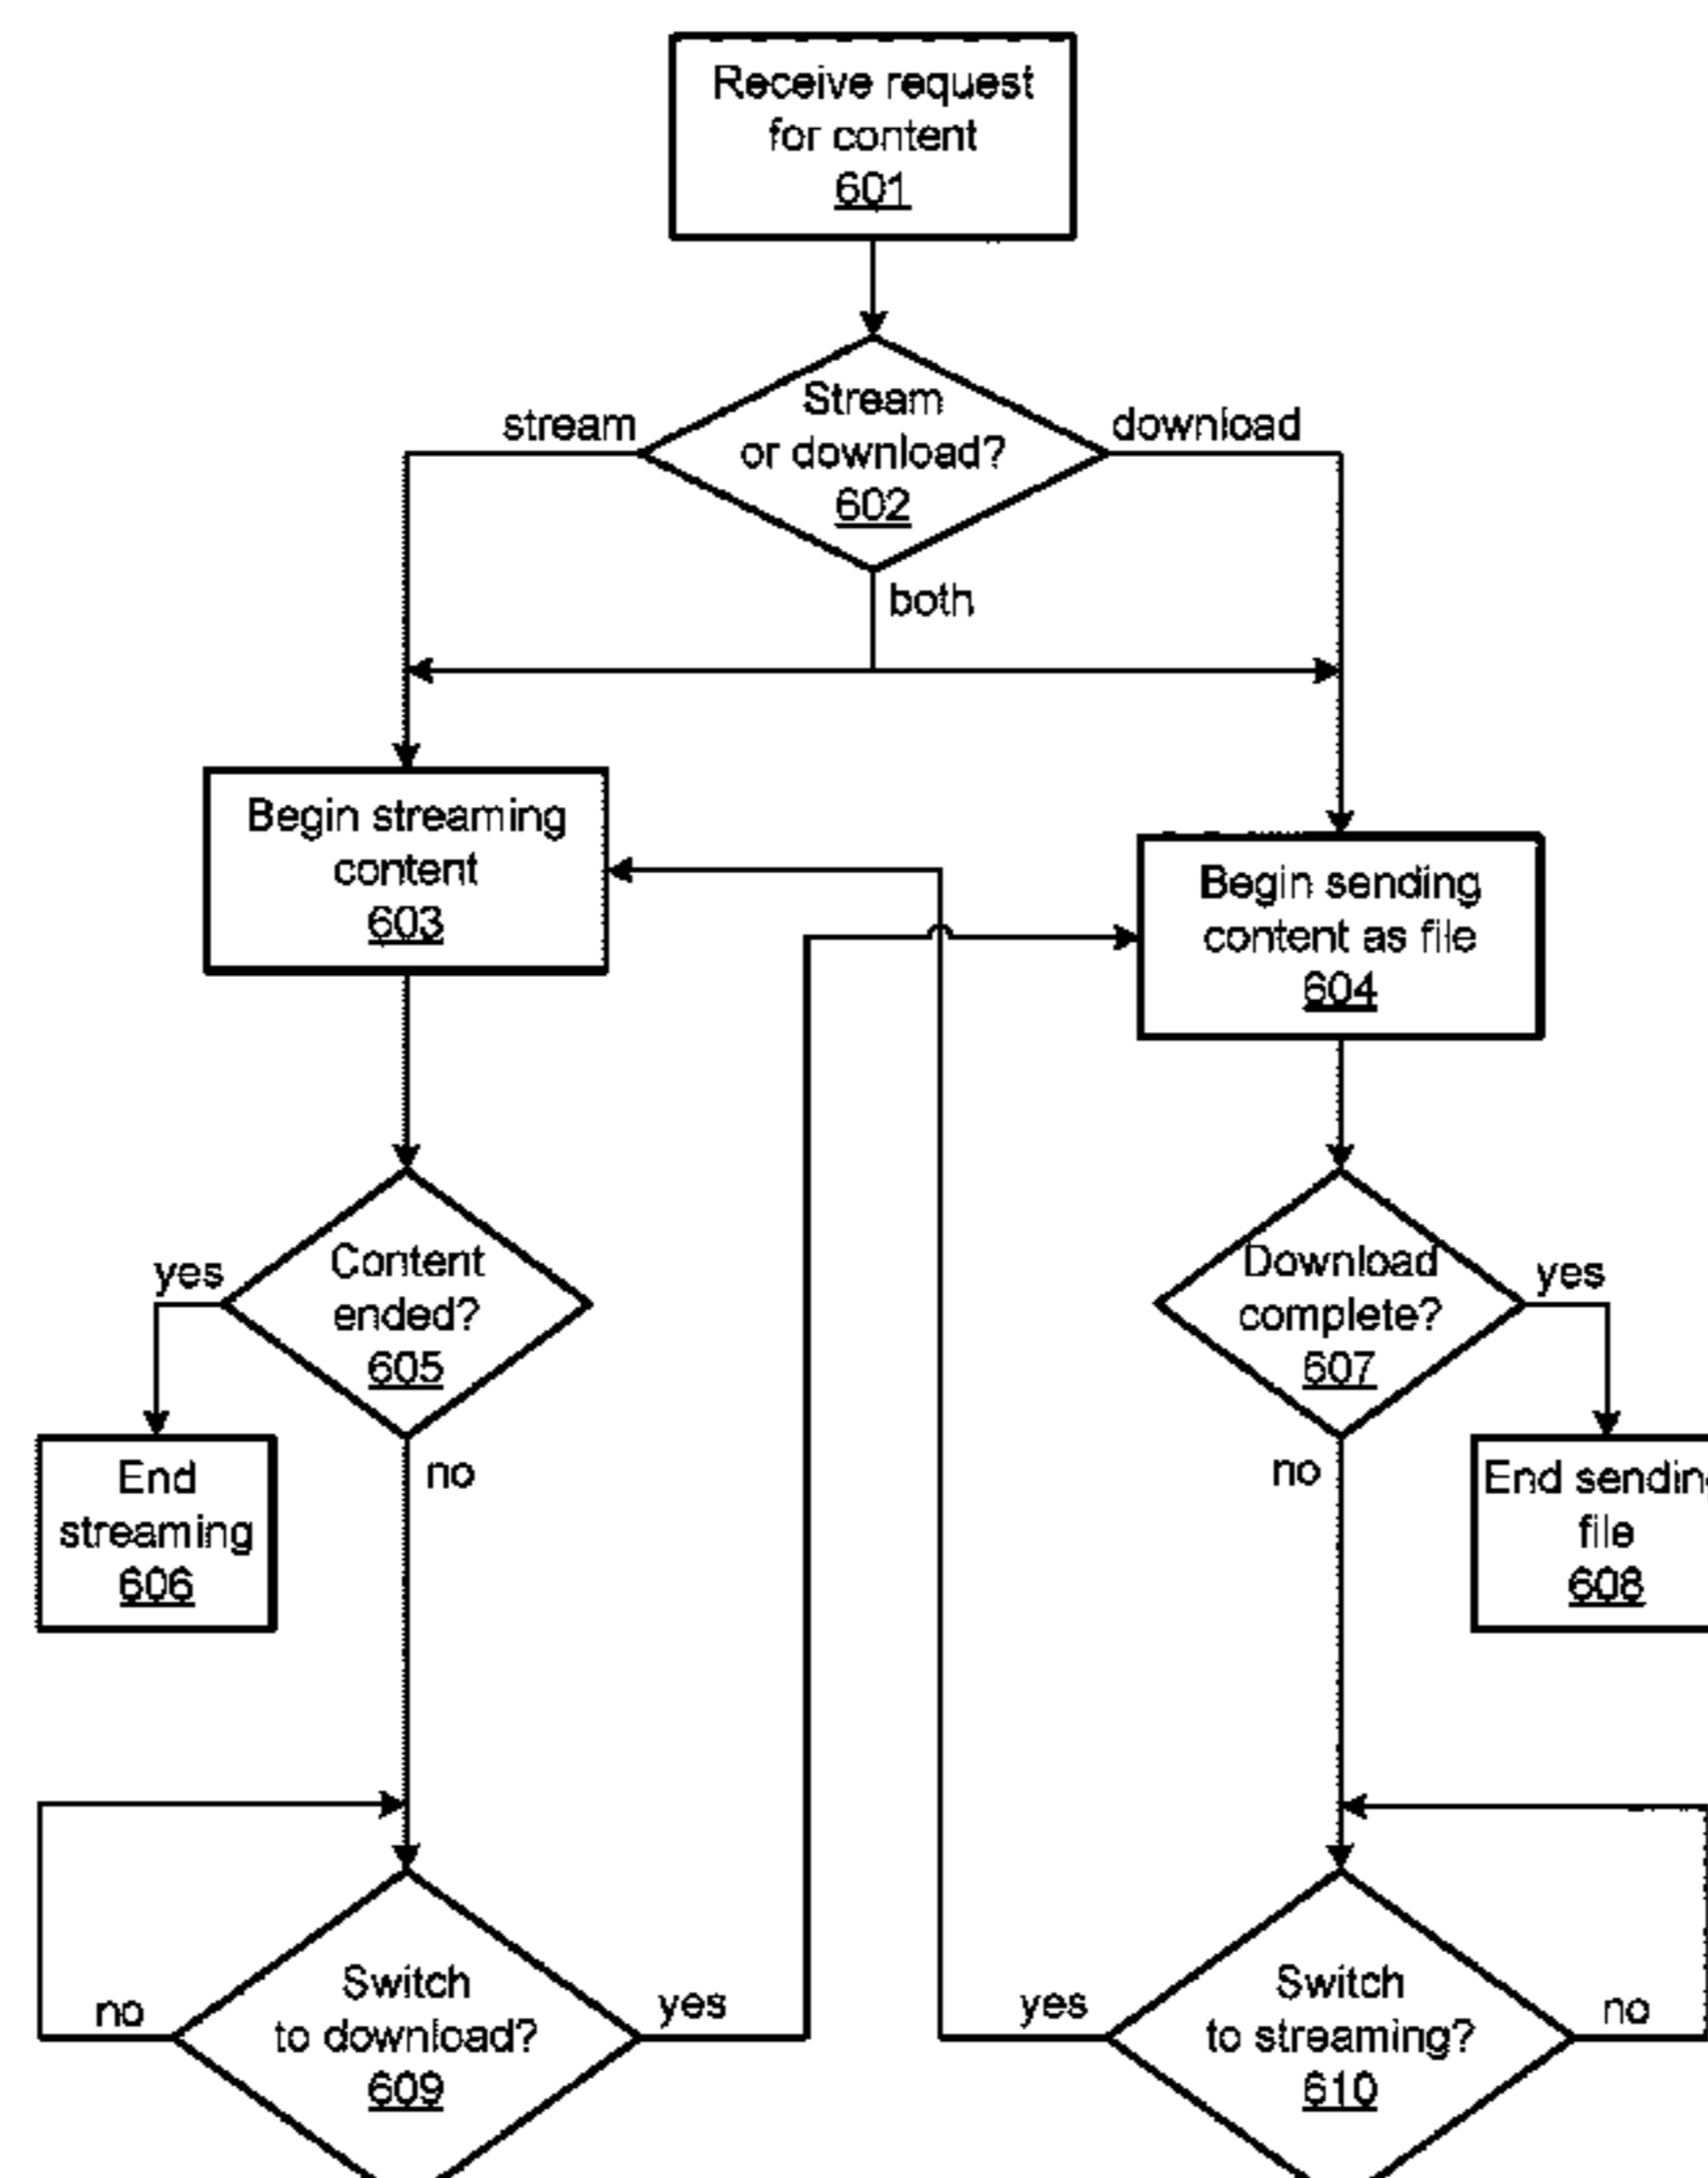 Receive request
for content
601
Stream
or download?
602
stream
download
both
Begin streaming
content
603
Begin sending
content as file
604
Content
ended?
605
yes
no
Download
complete?
607
yes
no
End
streaming
606
End sending
file
608
Switch
to download?
609
no
yes
Switch
to streaming?
610
yes
no